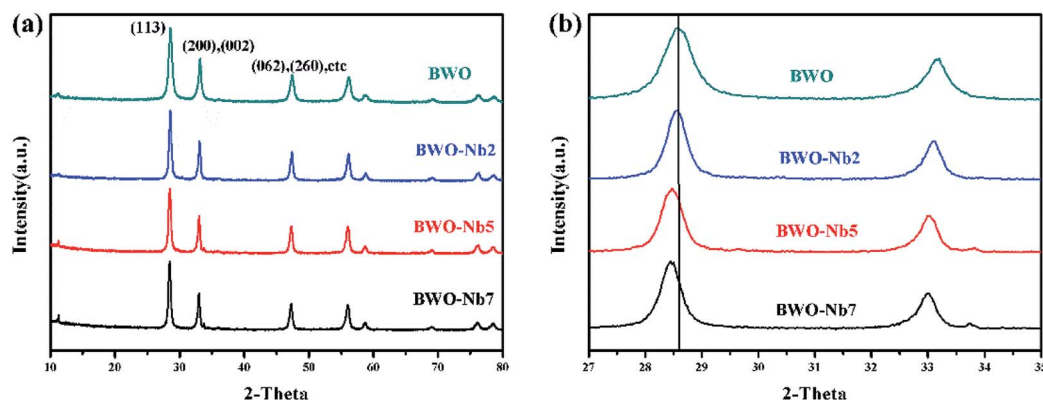 (a)
(113)
(200),(002)
(062),(260),ctc
BWO
BWO-Nb2
BWO-Nb5
BWO-Nb7
Intensity(a.u.)
10 20 30 40 50 60 70 80
2-Theta
(b)
BWO
BWO-Nb2
BWO-Nb5
BWO-Nb7
Intensity(a.u.)
27 28 29 30 31 32 33 34 35
2-Theta